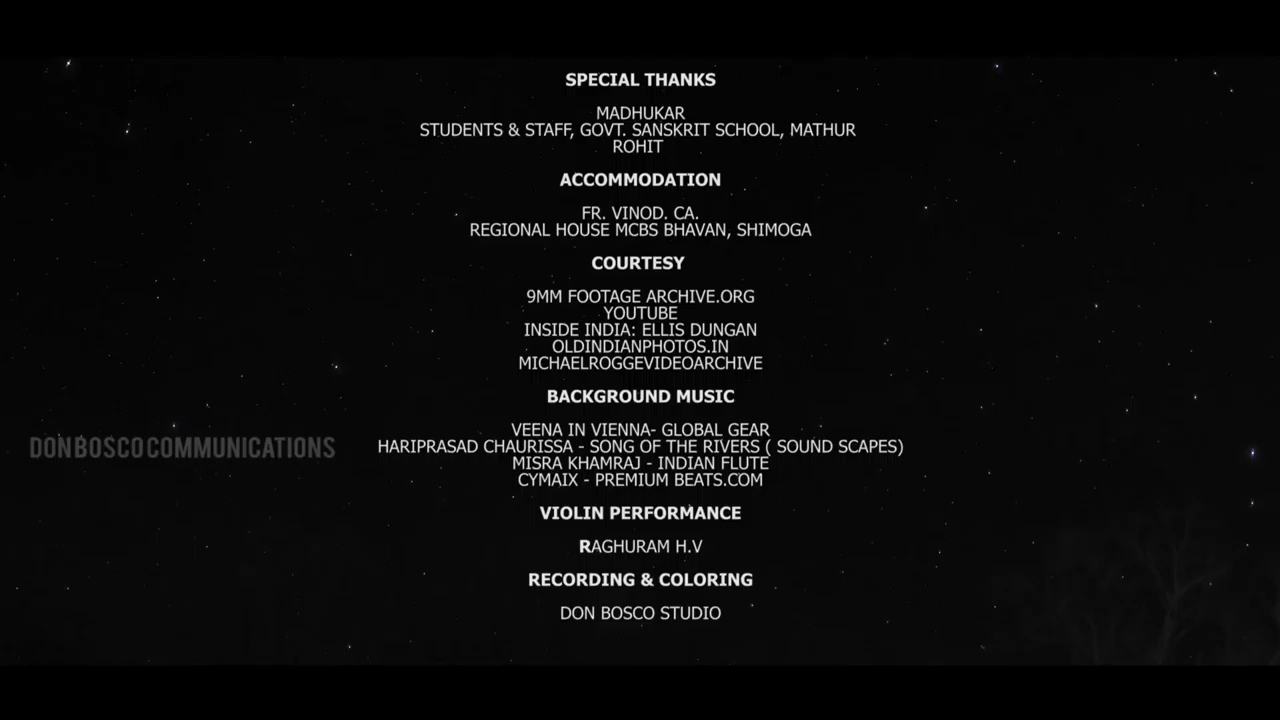 SPECIAL THANKS
MADHUKAR
STUDENTS & STAFF, GOVT. SANSKRIT SCHOOL, MATHUR
ROHIT
ACCOMMODATION
FR. VINOD. CA.
REGIONAL HOUSE MCBS BHAVAN, SHIMOGA
COURTESY
9MM FOOTAGE ARCHIVE.ORG
YOUTUBE
INSIDE INDIA: ELLIS DUNGAN
OLDINDIANPHOTOS.IN
MICHAELROGGEVIDEOARCHIVE
BACKGROUND MUSIC
VEENA IN VIENNA- GLOBAL GEAR
DON BOSCO COMMUNICATIONS
HARIPRASAD CHAURISSA - SONG OF THE RIVERS ( SOUND SCAPES)
MISRA KHAMRAJ - INDIAN FLUTE
CYMAIX - PREMIUM BEATS.COM
VIOLIN PERFORMANCE
RAGHURAM H.V
RECORDING & COLORING
DON BOSCO STUDIO